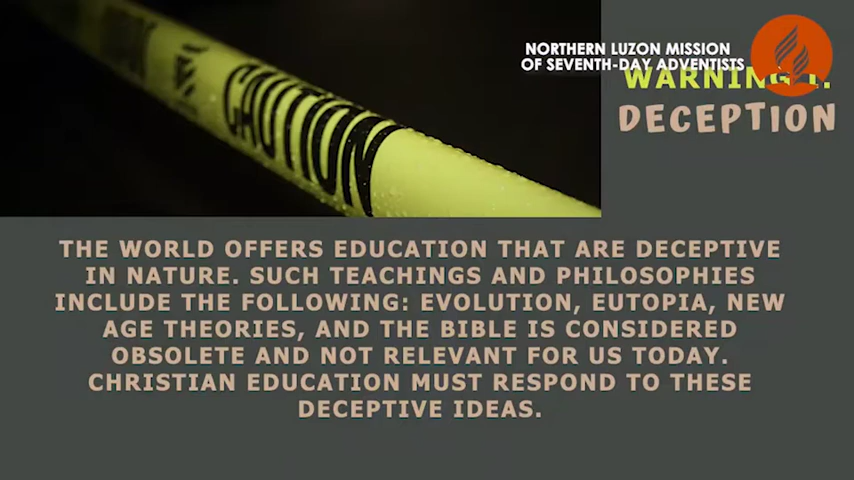 NORTHERN LUZON MISSION
OF SEVENTH-DAY ADVENTISTS
WARNING 1:
DECEPTION
CAUTION
THE WORLD OFFERS EDUCATION THAT ARE DECEPTIVE
IN NATURE. SUCH TEACHINGS AND PHILOSOPHIES
INCLUDE THE FOLLOWING: EVOLUTION, EUTOPIA, NEW
AGE THEORIES, AND THE BIBLE IS CONSIDERED
OBSOLETE AND NOT RELEVANT FOR US TODAY.
CHRISTIAN EDUCATION MUST RESPOND TO THESE
DECEPTIVE IDEAS.